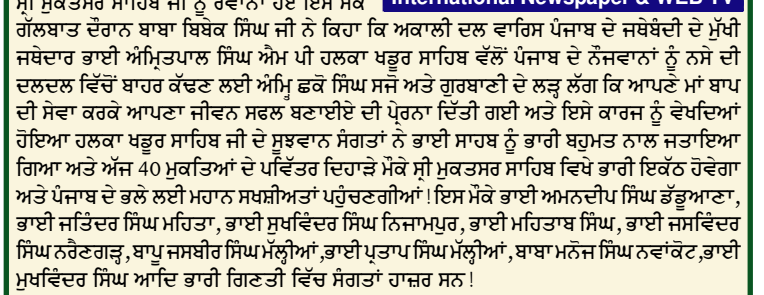 ਸ੍ਰੀ ਮੁਕਤਸਰ ਸਾਹਿਬ ਜੀ ਨੂੰ ਰਵਾਨਾ ਹੋਏ ਇਸ ਮੌਕੇ
International Newspaper & WEB TV
ਗੱਲਬਾਤ ਦੌਰਾਨ ਬਾਬਾ ਬਿਬੇਕ ਸਿੰਘ ਜੀ ਨੇ ਕਿਹਾ ਕਿ ਅਕਾਲੀ ਦਲ ਵਾਰਿਸ ਪੰਜਾਬ ਦੇ ਜਥੇਬੰਦੀ ਦੇ ਮੁੱਖੀ
ਜਥੇਦਾਰ ਭਾਈ ਅੰਮ੍ਰਿਤਪਾਲ ਸਿੰਘ ਐਮ ਪੀ ਹਲਕਾ ਖਡੂਰ ਸਾਹਿਬ ਵੱਲੋਂ ਪੰਜਾਬ ਦੇ ਨੌਜਵਾਨਾਂ ਨੂੰ ਨਸੇ ਦੀ
ਦਲਦਲ ਵਿੱਚੋਂ ਬਾਹਰ ਕੱਢਣ ਲਈ ਅੰਮ੍ਰਿ ਛਕੋ ਸਿੰਘ ਸਜੋ ਅਤੇ ਗੁਰਬਾਣੀ ਦੇ ਲੜ੍ਹ ਲੱਗ ਕਿ ਆਪਣੇ ਮਾਂ ਬਾਪ
ਦੀ ਸੇਵਾ ਕਰਕੇ ਆਪਣਾ ਜੀਵਨ ਸਫਲ ਬਣਾਈਏ ਦੀ ਪ੍ਰੇਰਨਾ ਦਿੱਤੀ ਗਈ ਅਤੇ ਇਸੇ ਕਾਰਜ ਨੂੰ ਵੇਖਦਿਆਂ
ਹੋਇਆ ਹਲਕਾ ਖਡੂਰ ਸਾਹਿਬ ਜੀ ਦੇ ਸੂਝਵਾਨ ਸੰਗਤਾਂ ਨੇ ਭਾਈ ਸਾਹਬ ਨੂੰ ਭਾਰੀ ਬਹੁਮਤ ਨਾਲ ਜਤਾਇਆ
ਗਿਆ ਅਤੇ ਅੱਜ 40 ਮੁਕਤਿਆਂ ਦੇ ਪਵਿੱਤਰ ਦਿਹਾੜੇ ਮੌਕੇ ਸ੍ਰੀ ਮੁਕਤਸਰ ਸਾਹਿਬ ਵਿਖੇ ਭਾਰੀ ਇਕੱਠ ਹੋਵੇਗਾ
ਅਤੇ ਪੰਜਾਬ ਦੇ ਭਲੇ ਲਈ ਮਹਾਨ ਸਖਸ਼ੀਅਤਾਂ ਪਹੁੰਚਣਗੀਆਂ !ਇਸ ਮੌਕੇ ਭਾਈ ਅਮਨਦੀਪ ਸਿੰਘ ਡੱਡੂਆਣਾ,
ਭਾਈ ਜਤਿੰਦਰ ਸਿੰਘ ਮਹਿਤਾ, ਭਾਈ ਸੁਖਵਿੰਦਰ ਸਿੰਘ ਨਿਜਾਮਪੁਰ, ਭਾਈ ਮਹਿਤਾਬ ਸਿੰਘ, ਭਾਈ ਜਸਵਿੰਦਰ
ਸਿੰਘ ਨਰੈਣਗੜ੍ਹ, ਬਾਪੂ ਜਸਬੀਰ ਸਿੰਘ ਮੱਲ੍ਹੀਆਂ ,ਭਾਈ ਪ੍ਰਤਾਪ ਸਿੰਘ ਮੱਲ੍ਹੀਆਂ , ਬਾਬਾ ਮਨੋਜ ਸਿੰਘ ਨਵਾਂਕੋਟ ,ਭਾਈ
ਮੁਖਵਿੰਦਰ ਸਿੰਘ ਆਦਿ ਭਾਰੀ ਗਿਣਤੀ ਵਿੱਚ ਸੰਗਤਾਂ ਹਾਜ਼ਰ ਸਨ !